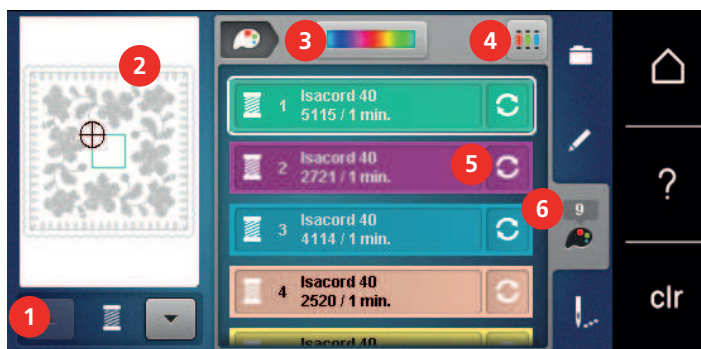 2
3
4
1 Isacord 40
5115 / 1 min.
2 Isacord 40
2721 / 1 min.
5
3 Isacord 40
4114 / 1 min.
4 Isacord 40
2520 / 1 min.
Isacord 40
6
9
1
?
clr